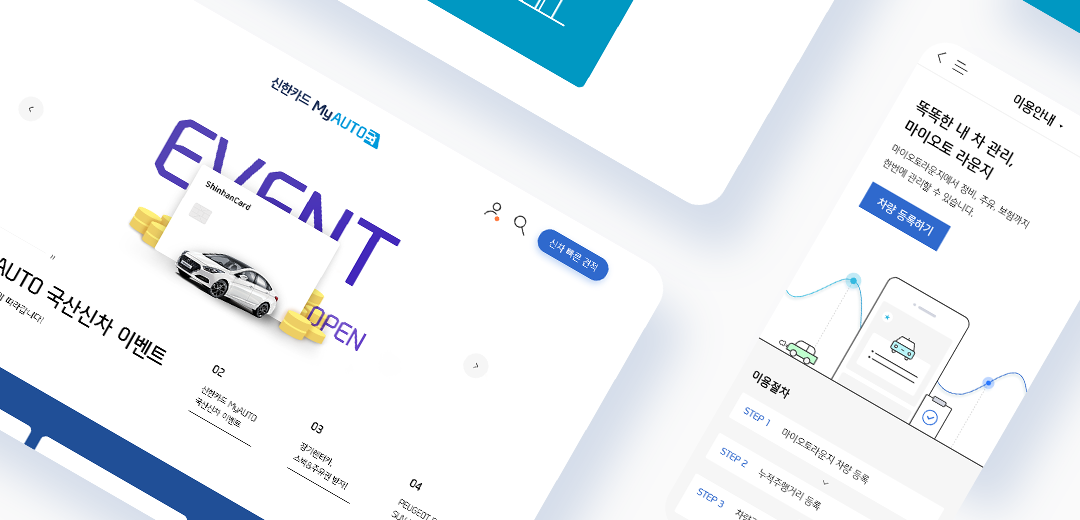 신한카드 MyAUTO
EVENT
ShinhanCard
OPEN
신차 빠른 견적
AUTO 국산신차 이벤트
따라갑니다!
02
신한카드 MyAUTO
국산신차 이벤트
03
장기렌터카,
스벅&주유권 받자!
04
PEUGEOT
이용안내
똑똑한 내 차 관리,
마이오토 라운지
마이오토라운지에서 정비, 주유, 보험까지
한번에 관리할 수 있습니다.
차량 등록하기
이용절차
STEP 1 마이오토라운지 차량 등록
STEP 2 누적주행거리 등록
STEP 3